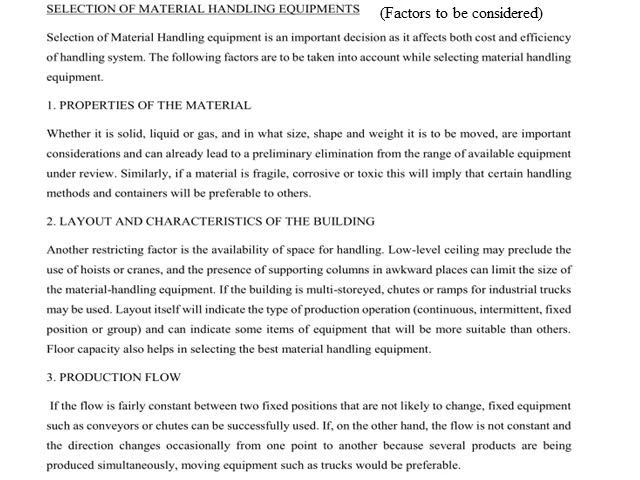 SELECTION OF MATERIAL HANDLING EQUIPMENTS (Factors to be considered)
Selection of Material Handling equipment is an important decision as it affects both cost and efficiency
of handling system. The following factors are to be taken into account while selecting material handling
equipment.
1. PROPERTIES OF THE MATERIAL
Whether it is solid, liquid or gas, and in what size, shape and weight it is to be moved, are important
considerations and can already lead to a preliminary elimination from the range of available equipment
under review. Similarly, if a material is fragile, corrosive or toxic this will imply that certain handling
methods and containers will be preferable to others.
2. LAYOUT AND CHARACTERISTICS OF THE BUILDING
Another restricting factor is the availability of space for handling. Low-level ceiling may preclude the
use of hoists or cranes, and the presence of supporting columns in awkward places can limit the size of
the material-handling equipment. If the building is multi-storeyed, chutes or ramps for industrial trucks
may be used. Layout itself will indicate the type of production operation (continuous, intermittent, fixed
position or group) and can indicate some items of equipment that will be more suitable than others.
Floor capacity also helps in selecting the best material handling equipment.
3. PRODUCTION FLOW
If the flow is fairly constant between two fixed positions that are not likely to change, fixed equipment
such as conveyors or chutes can be successfully used. If, on the other hand, the flow is not constant and
the direction changes occasionally from one point to another because several products are being
produced simultaneously, moving equipment such as trucks would be preferable.